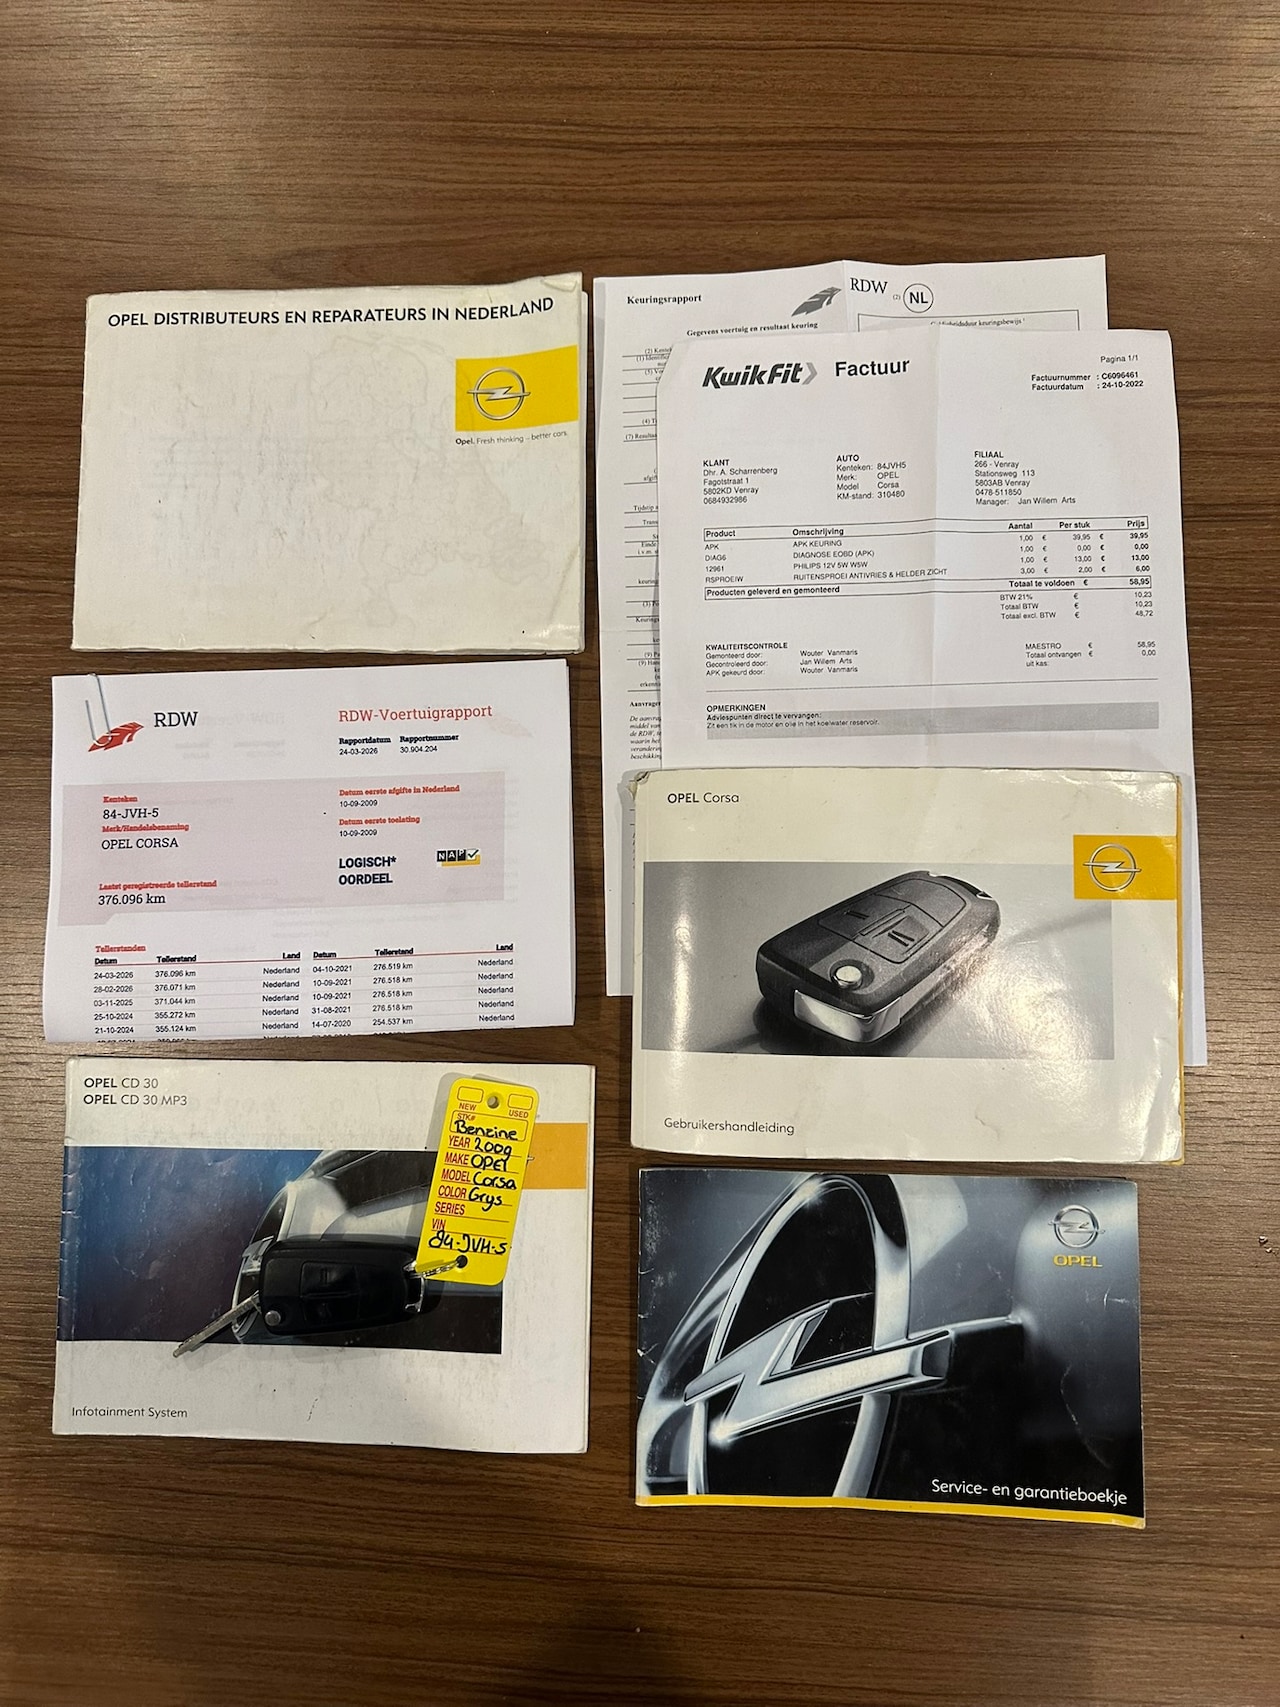 OPEL DISTRIBUTEURS EN REPARATEURS IN NEDERLAND
Opel. Fresh thinking – better cars.
Keuringsrapport
Gegevens voertuig en resultaat keuring
RDW
(2) NL
Geldigheidsduur keuringsbewijs
KwikFit Factuur
Pagina 1/1
Factuurnummer : C6096461
Factuurdatum : 24-10-2022
KLANT
Dhr. A. Scharrenberg
Fagotstraat 1
5802KD Venray
0684932986
AUTO
Kenteken: 84JVH5
Merk: OPEL
Model Corsa
KM-stand: 310480
FILIAAL
266 - Venray
Stationsweg 113
5803AB Venray
0478-511850
Manager: Jan Willem Arts
Product Omschrijving Aantal Per stuk Prijs
APK APK KEURING 1,00 € 39,95 € 39,95
DIAG6 DIAGNOSE EOBD (APK) 1,00 € 0,00 € 0,00
12961 PHILIPS 12V 5W W5W 1,00 € 13,00 € 13,00
RSPROEIW RUITENSPROEI ANTIVRIES & HELDER ZICHT 3,00 € 2,00 € 6,00
Producten geleverd en gemonteerd Totaal te voldoen € 58,95
BTW 21% € 10,23
Totaal BTW € 10,23
Totaal excl. BTW € 48,72
KWALITEITSCONTROLE
Gemonteerd door: Wouter Vanmaris
Gecontroleerd door: Jan Willem Arts
APK gekeurd door: Wouter Vanmaris
MAESTRO € 58,95
Totaal ontvangen € 0,00
uit kas:
OPMERKINGEN
Adviespunten direct te vervangen:
Zit een tik in de motor en olie in het koelwater reservoir.
RDW
RDW-Voertuigrapport
Rapportdatum Rapportnummer
24-03-2026 30.904.204
Kenteken
84-JVH-5
Merk/Handelsbenaming
OPEL CORSA
Laatst geregistreerde tellerstand
376.096 km
Datum eerste afgifte in Nederland
10-09-2009
Datum eerste toelating
10-09-2009
LOGISCH*
OORDEEL
NAP
Tellerstanden
Datum Tellerstand Land Datum Tellerstand Land
24-03-2026 376.096 km Nederland 04-10-2021 276.519 km Nederland
28-02-2026 376.071 km Nederland 10-09-2021 276.518 km Nederland
03-11-2025 371.044 km Nederland 10-09-2021 276.518 km Nederland
25-10-2024 355.272 km Nederland 31-08-2021 276.518 km Nederland
21-10-2024 355.124 km Nederland 14-07-2020 254.537 km Nederland
OPEL Corsa
Gebruikershandleiding
OPEL CD 30
OPEL CD 30 MP3
Infotainment System
NEW USED
STK#
Benzine
YEAR 2009
MAKE OPEl
MODEL Corsa
COLOR Grys
SERIES
VIN
84-JVH-5
OPEL
Service- en garantieboekje